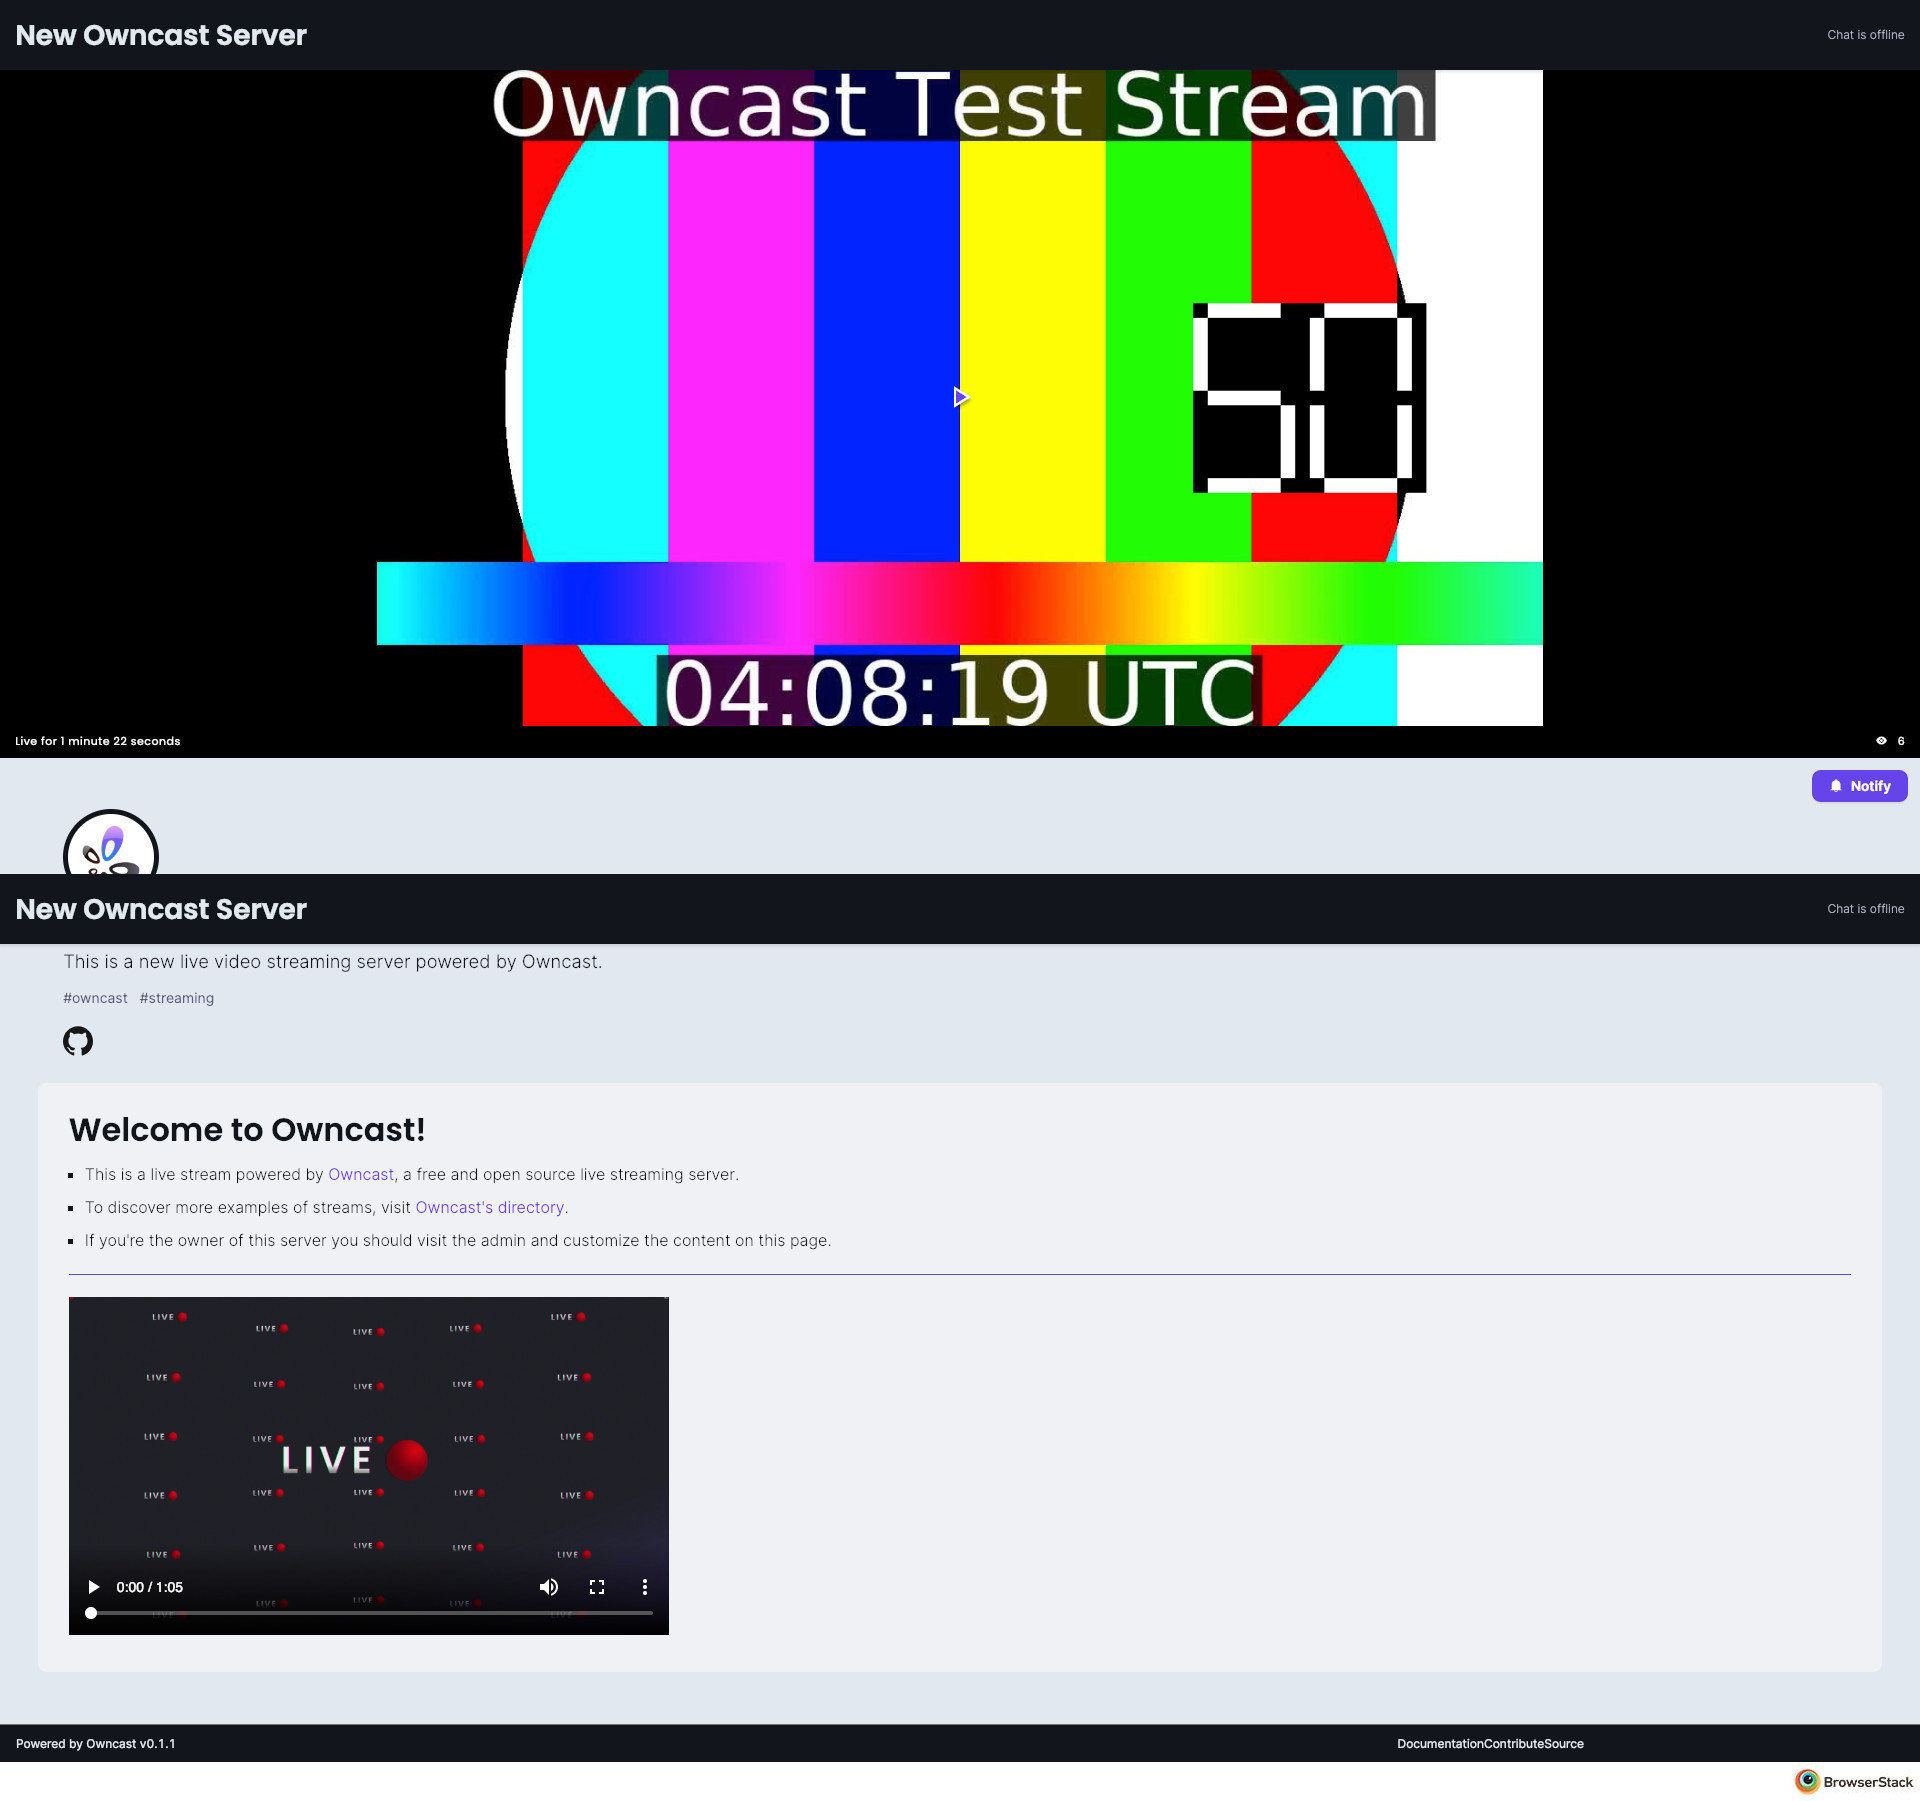 New Owncast Server
Chat is offline
Owncast Test Stream
50
04:08:19 UTC
Live for 1 minute 22 seconds
6
Notify
New Owncast Server
Chat is offline
This is a new live video streaming server powered by Owncast.
#owncast #streaming
Welcome to Owncast!
This is a live stream powered by Owncast, a free and open source live streaming server.
To discover more examples of streams, visit Owncast's directory.
If you're the owner of this server you should visit the admin and customize the content on this page.
LIVE LIVE LIVE LIVE LIVE
LIVE LIVE LIVE LIVE LIVE
LIVE LIVE LIVE LIVE LIVE
LIVE
LIVE LIVE LIVE LIVE LIVE
LIVE LIVE LIVE LIVE LIVE
0:00 / 1:05
LIVE LIVE LIVE LIVE LIVE
Powered by Owncast v0.1.1
DocumentationContributeSource
BrowserStack